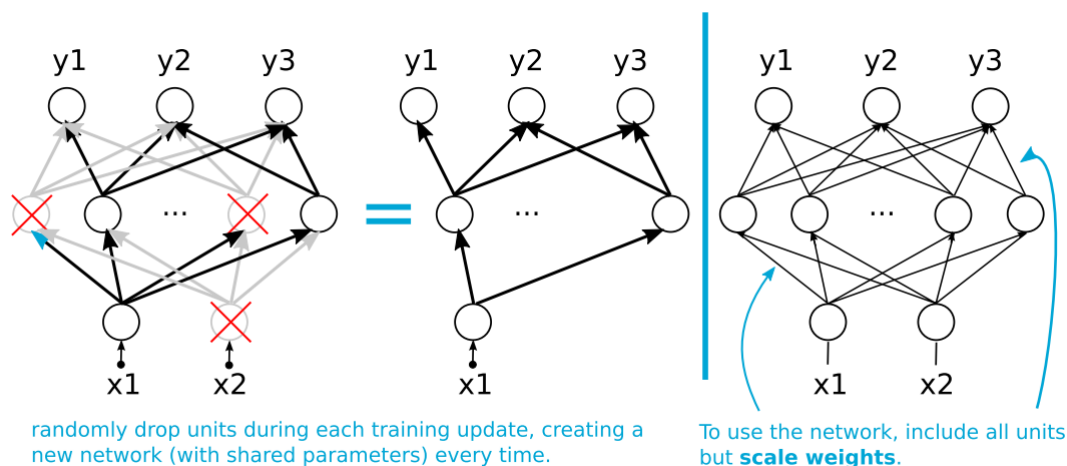 y1 y2 y3
y1 y2 y3
y1 y2 y3
...
=
...
...
x1 x2
x1
x1 x2
randomly drop units during each training update, creating a
new network (with shared parameters) every time.
To use the network, include all units
but scale weights.